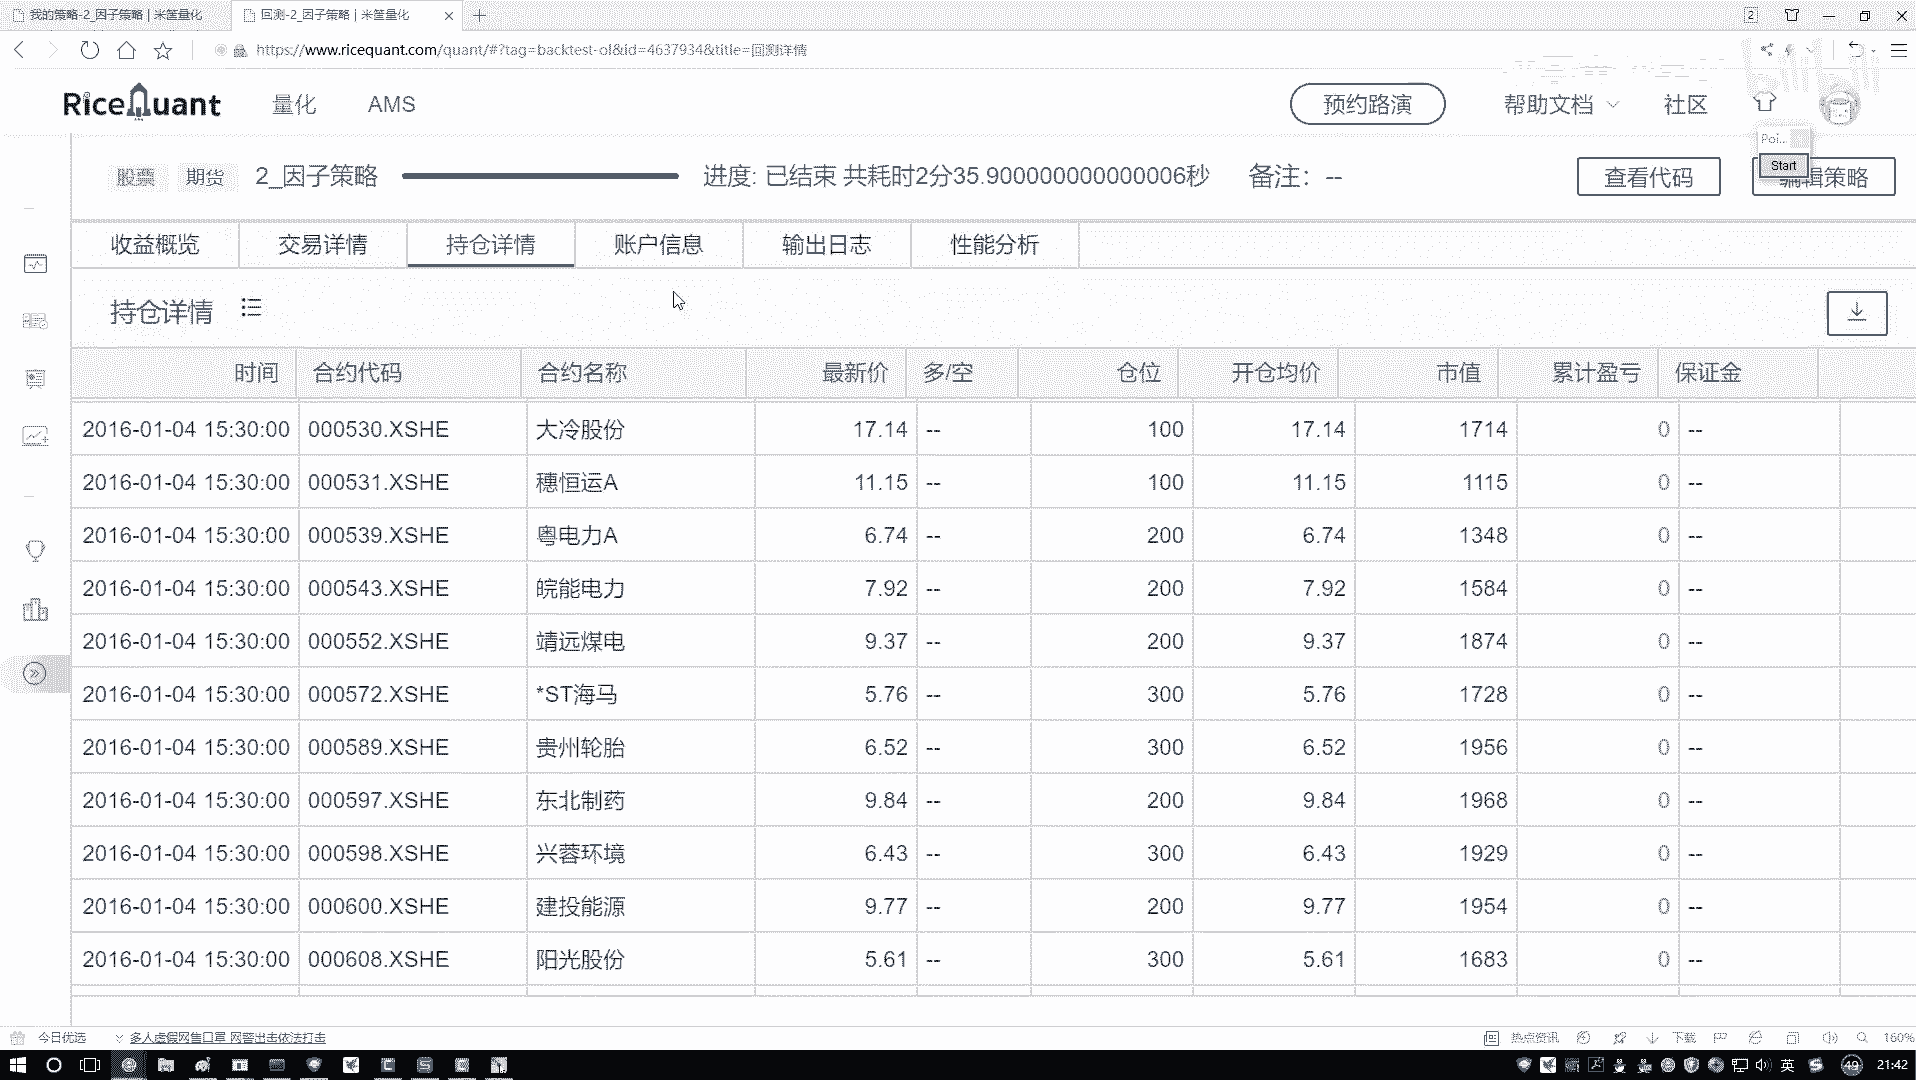 我的策略-2_因子策略 | 米筐量化
回测-2_因子策略 | 米筐量化
2
https://www.ricequant.com/quant/#?tag=backtest-ol&id=4637934&title=回测详情
bilibili
RiceQuant 量化 AMS 预约路演 帮助文档 社区
Poi...
Start
股票 期货 2_因子策略 进度: 已结束 共耗时2分35.900000000000006秒 备注: -- 查看代码 编辑策略
收益概览 交易详情 持仓详情 账户信息 输出日志 性能分析
持仓详情
时间 合约代码 合约名称 最新价 多/空 仓位 开仓均价 市值 累计盈亏 保证金
2016-01-04 15:30:00 000530.XSHE 大冷股份 17.14 -- 100 17.14 1714 0 --
2016-01-04 15:30:00 000531.XSHE 穗恒运A 11.15 -- 100 11.15 1115 0 --
2016-01-04 15:30:00 000539.XSHE 粤电力A 6.74 -- 200 6.74 1348 0 --
2016-01-04 15:30:00 000543.XSHE 皖能电力 7.92 -- 200 7.92 1584 0 --
2016-01-04 15:30:00 000552.XSHE 靖远煤电 9.37 -- 200 9.37 1874 0 --
2016-01-04 15:30:00 000572.XSHE *ST海马 5.76 -- 300 5.76 1728 0 --
2016-01-04 15:30:00 000589.XSHE 贵州轮胎 6.52 -- 300 6.52 1956 0 --
2016-01-04 15:30:00 000597.XSHE 东北制药 9.84 -- 200 9.84 1968 0 --
2016-01-04 15:30:00 000598.XSHE 兴蓉环境 6.43 -- 300 6.43 1929 0 --
2016-01-04 15:30:00 000600.XSHE 建投能源 9.77 -- 200 9.77 1954 0 --
2016-01-04 15:30:00 000608.XSHE 阳光股份 5.61 -- 300 5.61 1683 0 --
今日优选 多人虚假网售口罩 网警出击依法打击 热点资讯 下载 160%
英 49 21:42